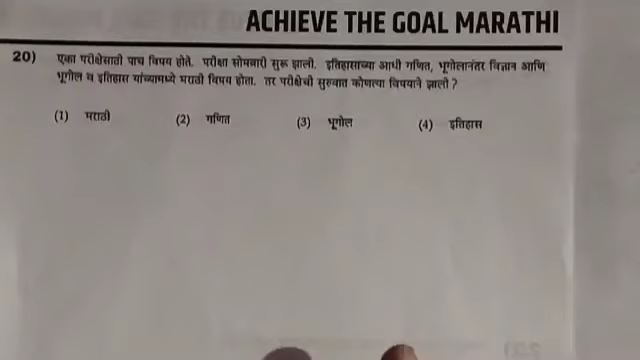 ACHIEVE THE GOAL MARATHI
20) एका परीक्षेसाठी पाच विषय होते. परीक्षा सोमवारी सुरू झाली. इतिहासाच्या आधी गणित, भूगोलानंतर विज्ञान आणि
भूगोल व इतिहास यांच्यामध्ये मराठी विषय होता. तर परीक्षेची सुरुवात कोणत्या विषयाने झाली ?
(1) मराठी (2) गणित (3) भूगोल (4) इतिहास